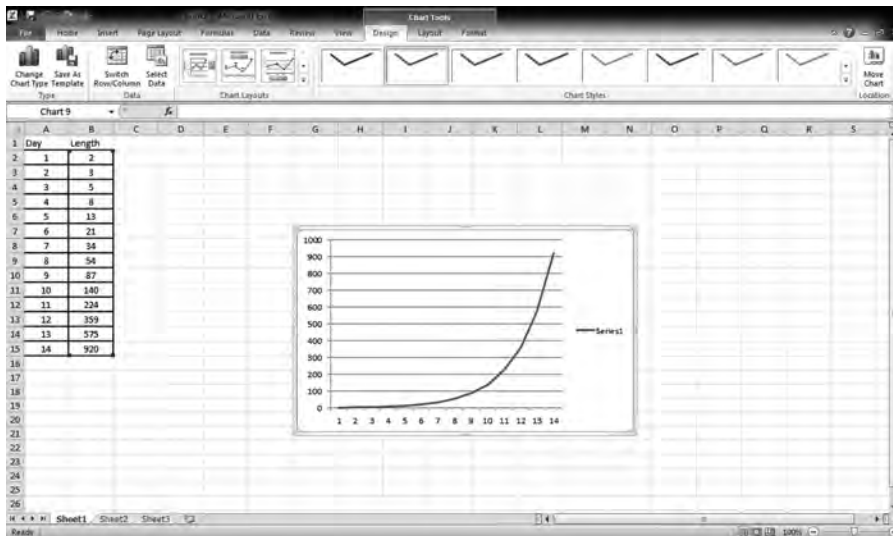 File Home Insert Page Layout Formulas Data Review View Design Layout Format
Chart Tools
Change Chart Type
Save As Template
Switch Row/Column
Select Data
Move Chart
Type Data Chart Layouts Chart Styles Location
Chart 9 fx
A B C D E F G H I J K L M N O P Q R S
1 Day Length
2 1 2
3 2 3
4 3 5
5 4 8
6 5 13
7 6 21
8 7 34
9 8 54
10 9 87
11 10 140
12 11 224
13 12 359
14 13 575
15 14 920
16
17
18
19
20
21
22
23
24
25
26
1000
900
800
700
600
500
400
300
200
100
0
1 2 3 4 5 6 7 8 9 10 11 12 13 14
Series1
Sheet1 Sheet2 Sheet3
Ready 100%